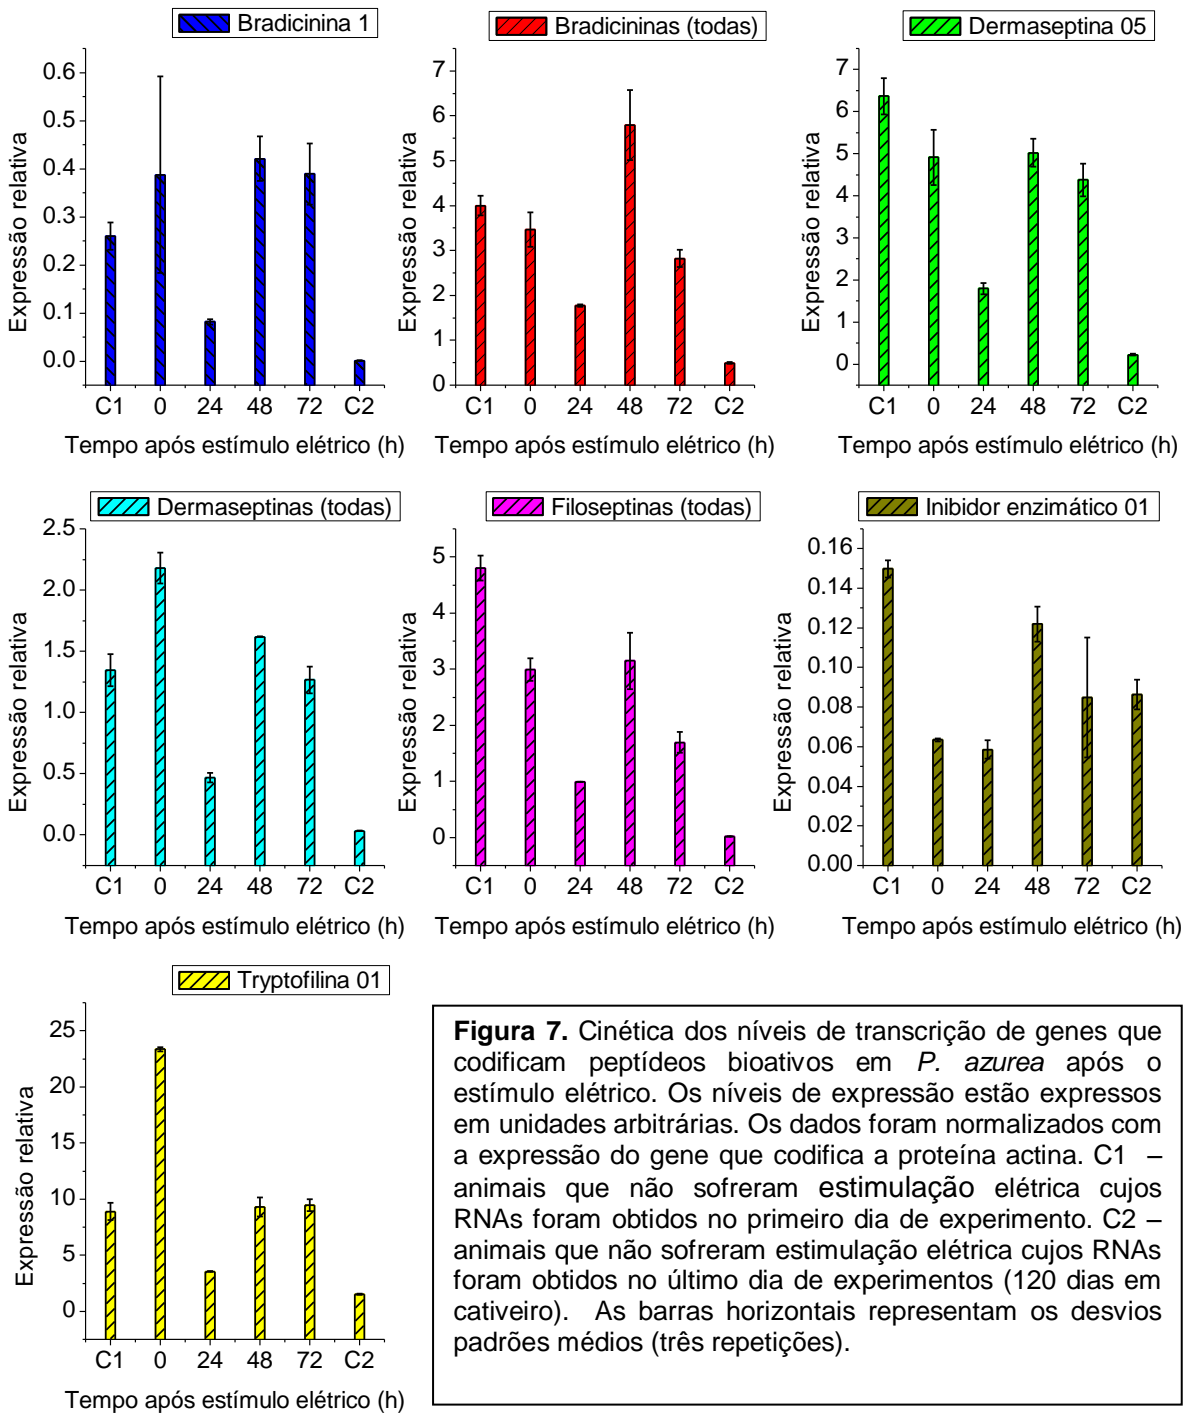 Bradicinina 1
Expressão relativa
0.6
0.5
0.4
0.3
0.2
0.1
0.0
C1 0 24 48 72 C2
Tempo após estímulo elétrico (h)
Bradicininas (todas)
Expressão relativa
7
6
5
4
3
2
1
0
C1 0 24 48 72 C2
Tempo após estímulo elétrico (h)
Dermaseptina 05
Expressão relativa
7
6
5
4
3
2
1
0
C1 0 24 48 72 C2
Tempo após estímulo elétrico (h)
Dermaseptinas (todas)
Expressão relativa
2.5
2.0
1.5
1.0
0.5
0.0
C1 0 24 48 72 C2
Tempo após estímulo elétrico (h)
Filoseptinas (todas)
Expressão relativa
5
4
3
2
1
0
C1 0 24 48 72 C2
Tempo após estímulo elétrico (h)
Inibidor enzimático 01
Expressão relativa
0.16
0.14
0.12
0.10
0.08
0.06
0.04
0.02
0.00
C1 0 24 48 72 C2
Tempo após estímulo elétrico (h)
Tryptofilina 01
Expressão relativa
25
20
15
10
5
0
C1 0 24 48 72 C2
Tempo após estímulo elétrico (h)
Figura 7. Cinética dos níveis de transcrição de genes que
codificam peptídeos bioativos em P. azurea após o
estímulo elétrico. Os níveis de expressão estão expressos
em unidades arbitrárias. Os dados foram normalizados com
a expressão do gene que codifica a proteína actina. C1 –
animais que não sofreram estimulação elétrica cujos
RNAs foram obtidos no primeiro dia de experimento. C2 –
animais que não sofreram estimulação elétrica cujos RNAs
foram obtidos no último dia de experimentos (120 dias em
cativeiro). As barras horizontais representam os desvios
padrões médios (três repetições).